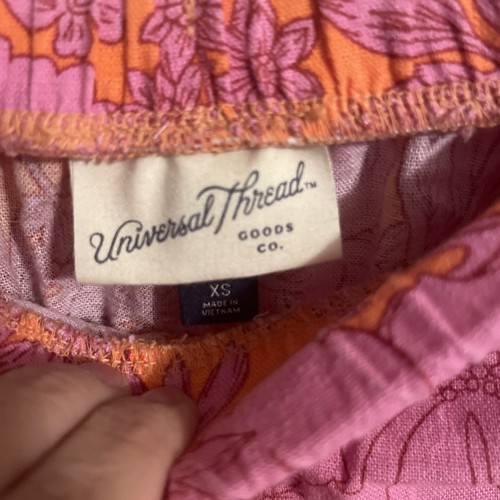 Universal Thread™
GOODS
CO.
XS
MADE IN
VIETNAM